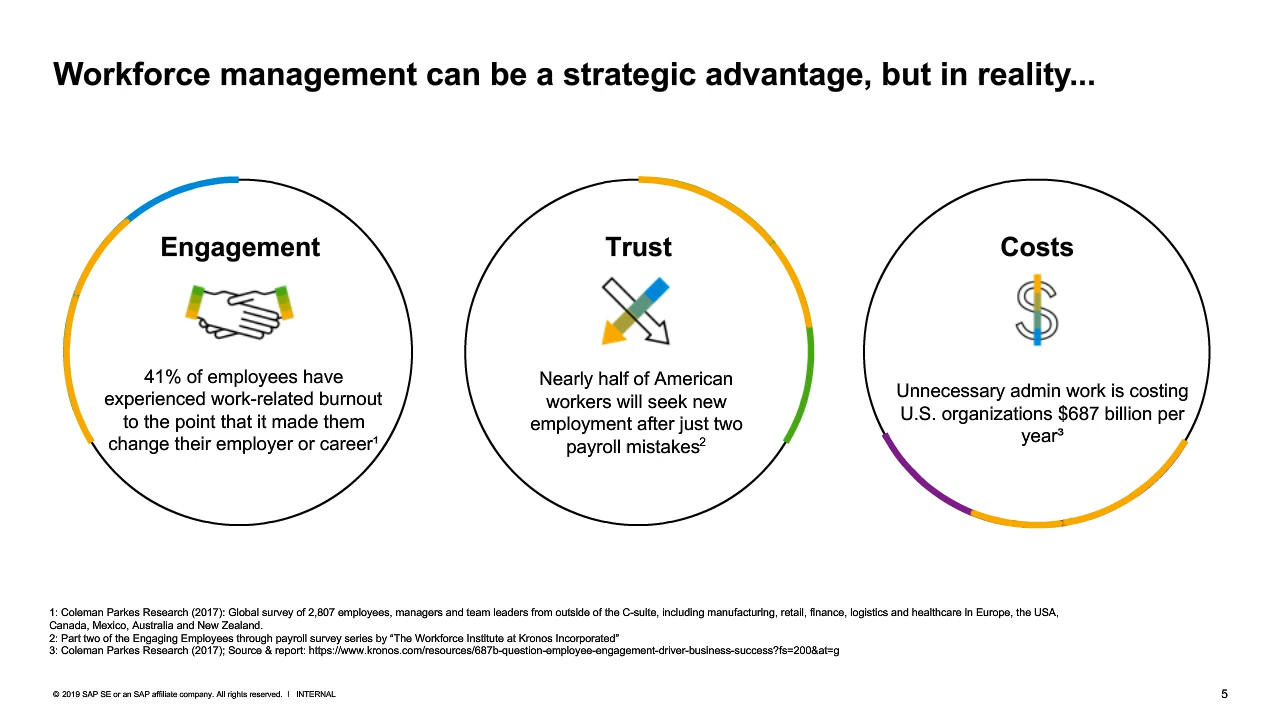 Workforce management can be a strategic advantage, but in reality...
Engagement
41% of employees have
experienced work-related burnout
to the point that it made them
change their employer or career¹
Trust
Nearly half of American
workers will seek new
employment after just two
payroll mistakes²
Costs
$
Unnecessary admin work is costing
U.S. organizations $687 billion per
year³
1: Coleman Parkes Research (2017): Global survey of 2,807 employees, managers and team leaders from outside of the C-suite, including manufacturing, retail, finance, logistics and healthcare in Europe, the USA,
Canada, Mexico, Australia and New Zealand.
2: Part two of the Engaging Employees through payroll survey series by “The Workforce Institute at Kronos Incorporated”
3: Coleman Parkes Research (2017); Source & report: https://www.kronos.com/resources/687b-question-employee-engagement-driver-business-success?fs=200&at=g
© 2019 SAP SE or an SAP affiliate company. All rights reserved. ǀ INTERNAL
5